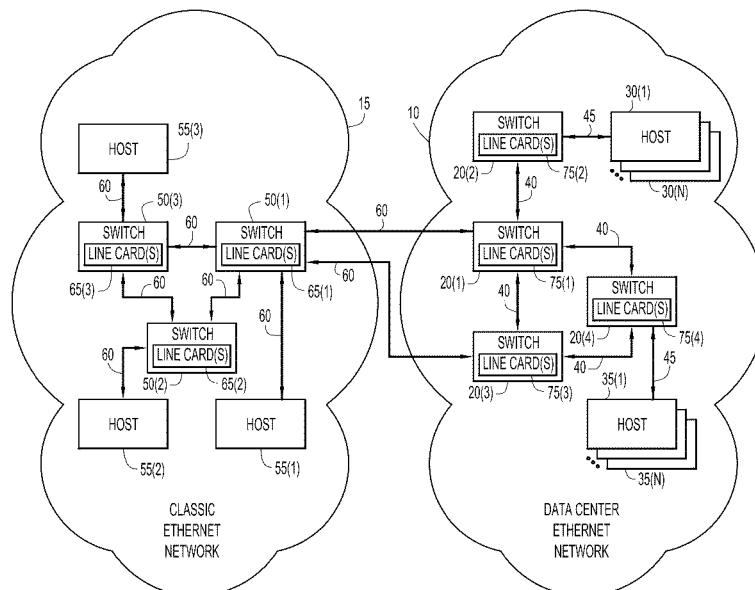 15
10
55(3)
HOST
60
50(3)
SWITCH
LINE CARD(S)
65(3)
60
50(1)
SWITCH
LINE CARD(S)
65(1)
60
60
60
60
60
SWITCH
LINE CARD(S)
50(2)
65(2)
60
HOST
55(2)
HOST
55(1)
CLASSIC
ETHERNET
NETWORK
SWITCH
LINE CARD(S)
20(2)
75(2)
45
30(1)
HOST
30(N)
40
SWITCH
LINE CARD(S)
20(1)
75(1)
40
40
SWITCH
LINE CARD(S)
20(4)
75(4)
SWITCH
LINE CARD(S)
20(3)
75(3)
40
45
35(1)
HOST
35(N)
DATA CENTER
ETHERNET
NETWORK